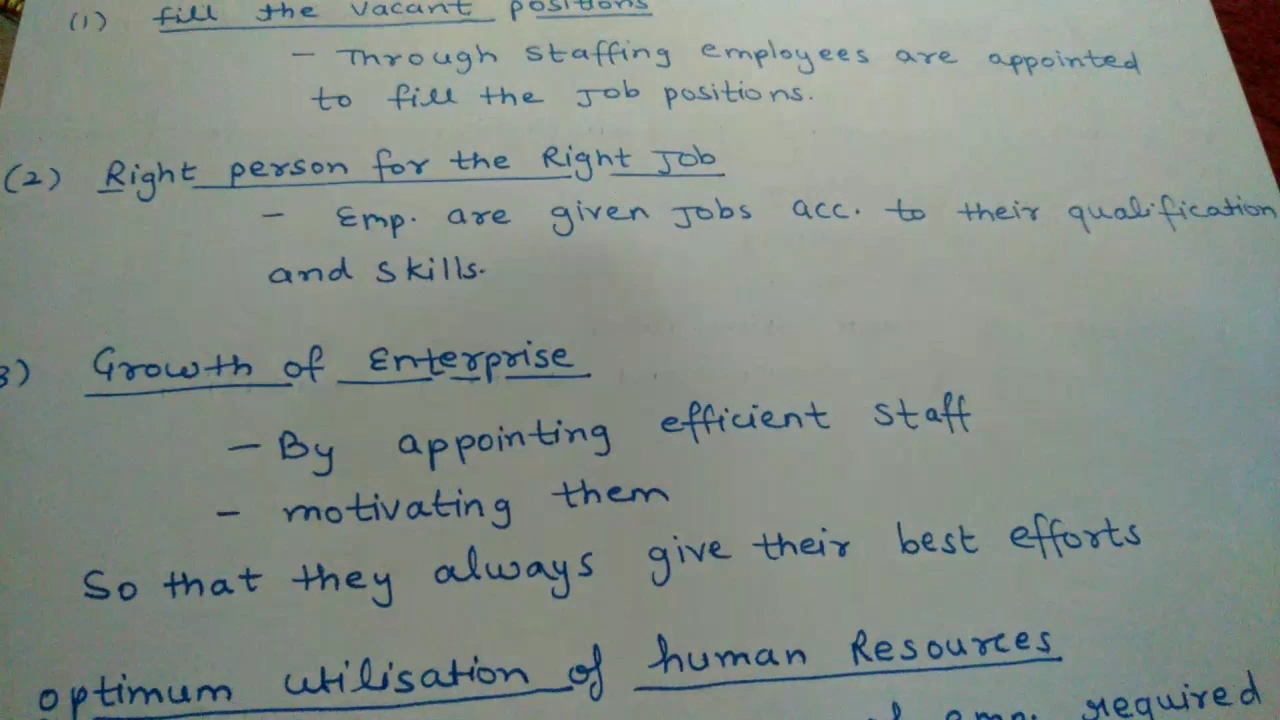 (1) fill the vacant positions
- Through staffing employees are appointed
to fill the Job positions.
(2) Right person for the Right Job
- Emp. are given Jobs acc. to their qualification
and skills.
3) Growth of Enterprise
- By appointing efficient staff
- motivating them
So that they always give their best efforts
optimum utilisation of human Resources
emp. required